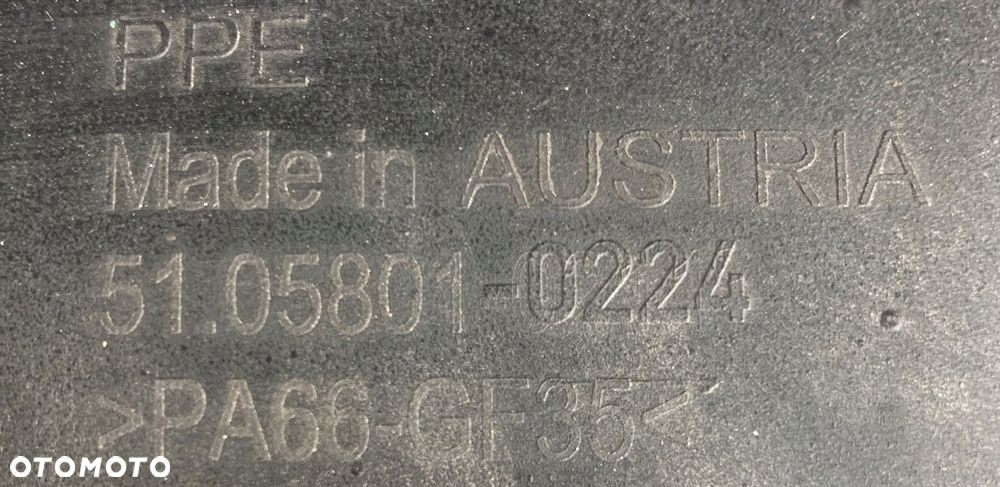 PPE
Made in AUSTRIA
51.05801-0224
>PA66-GF35<
OTOMOTO